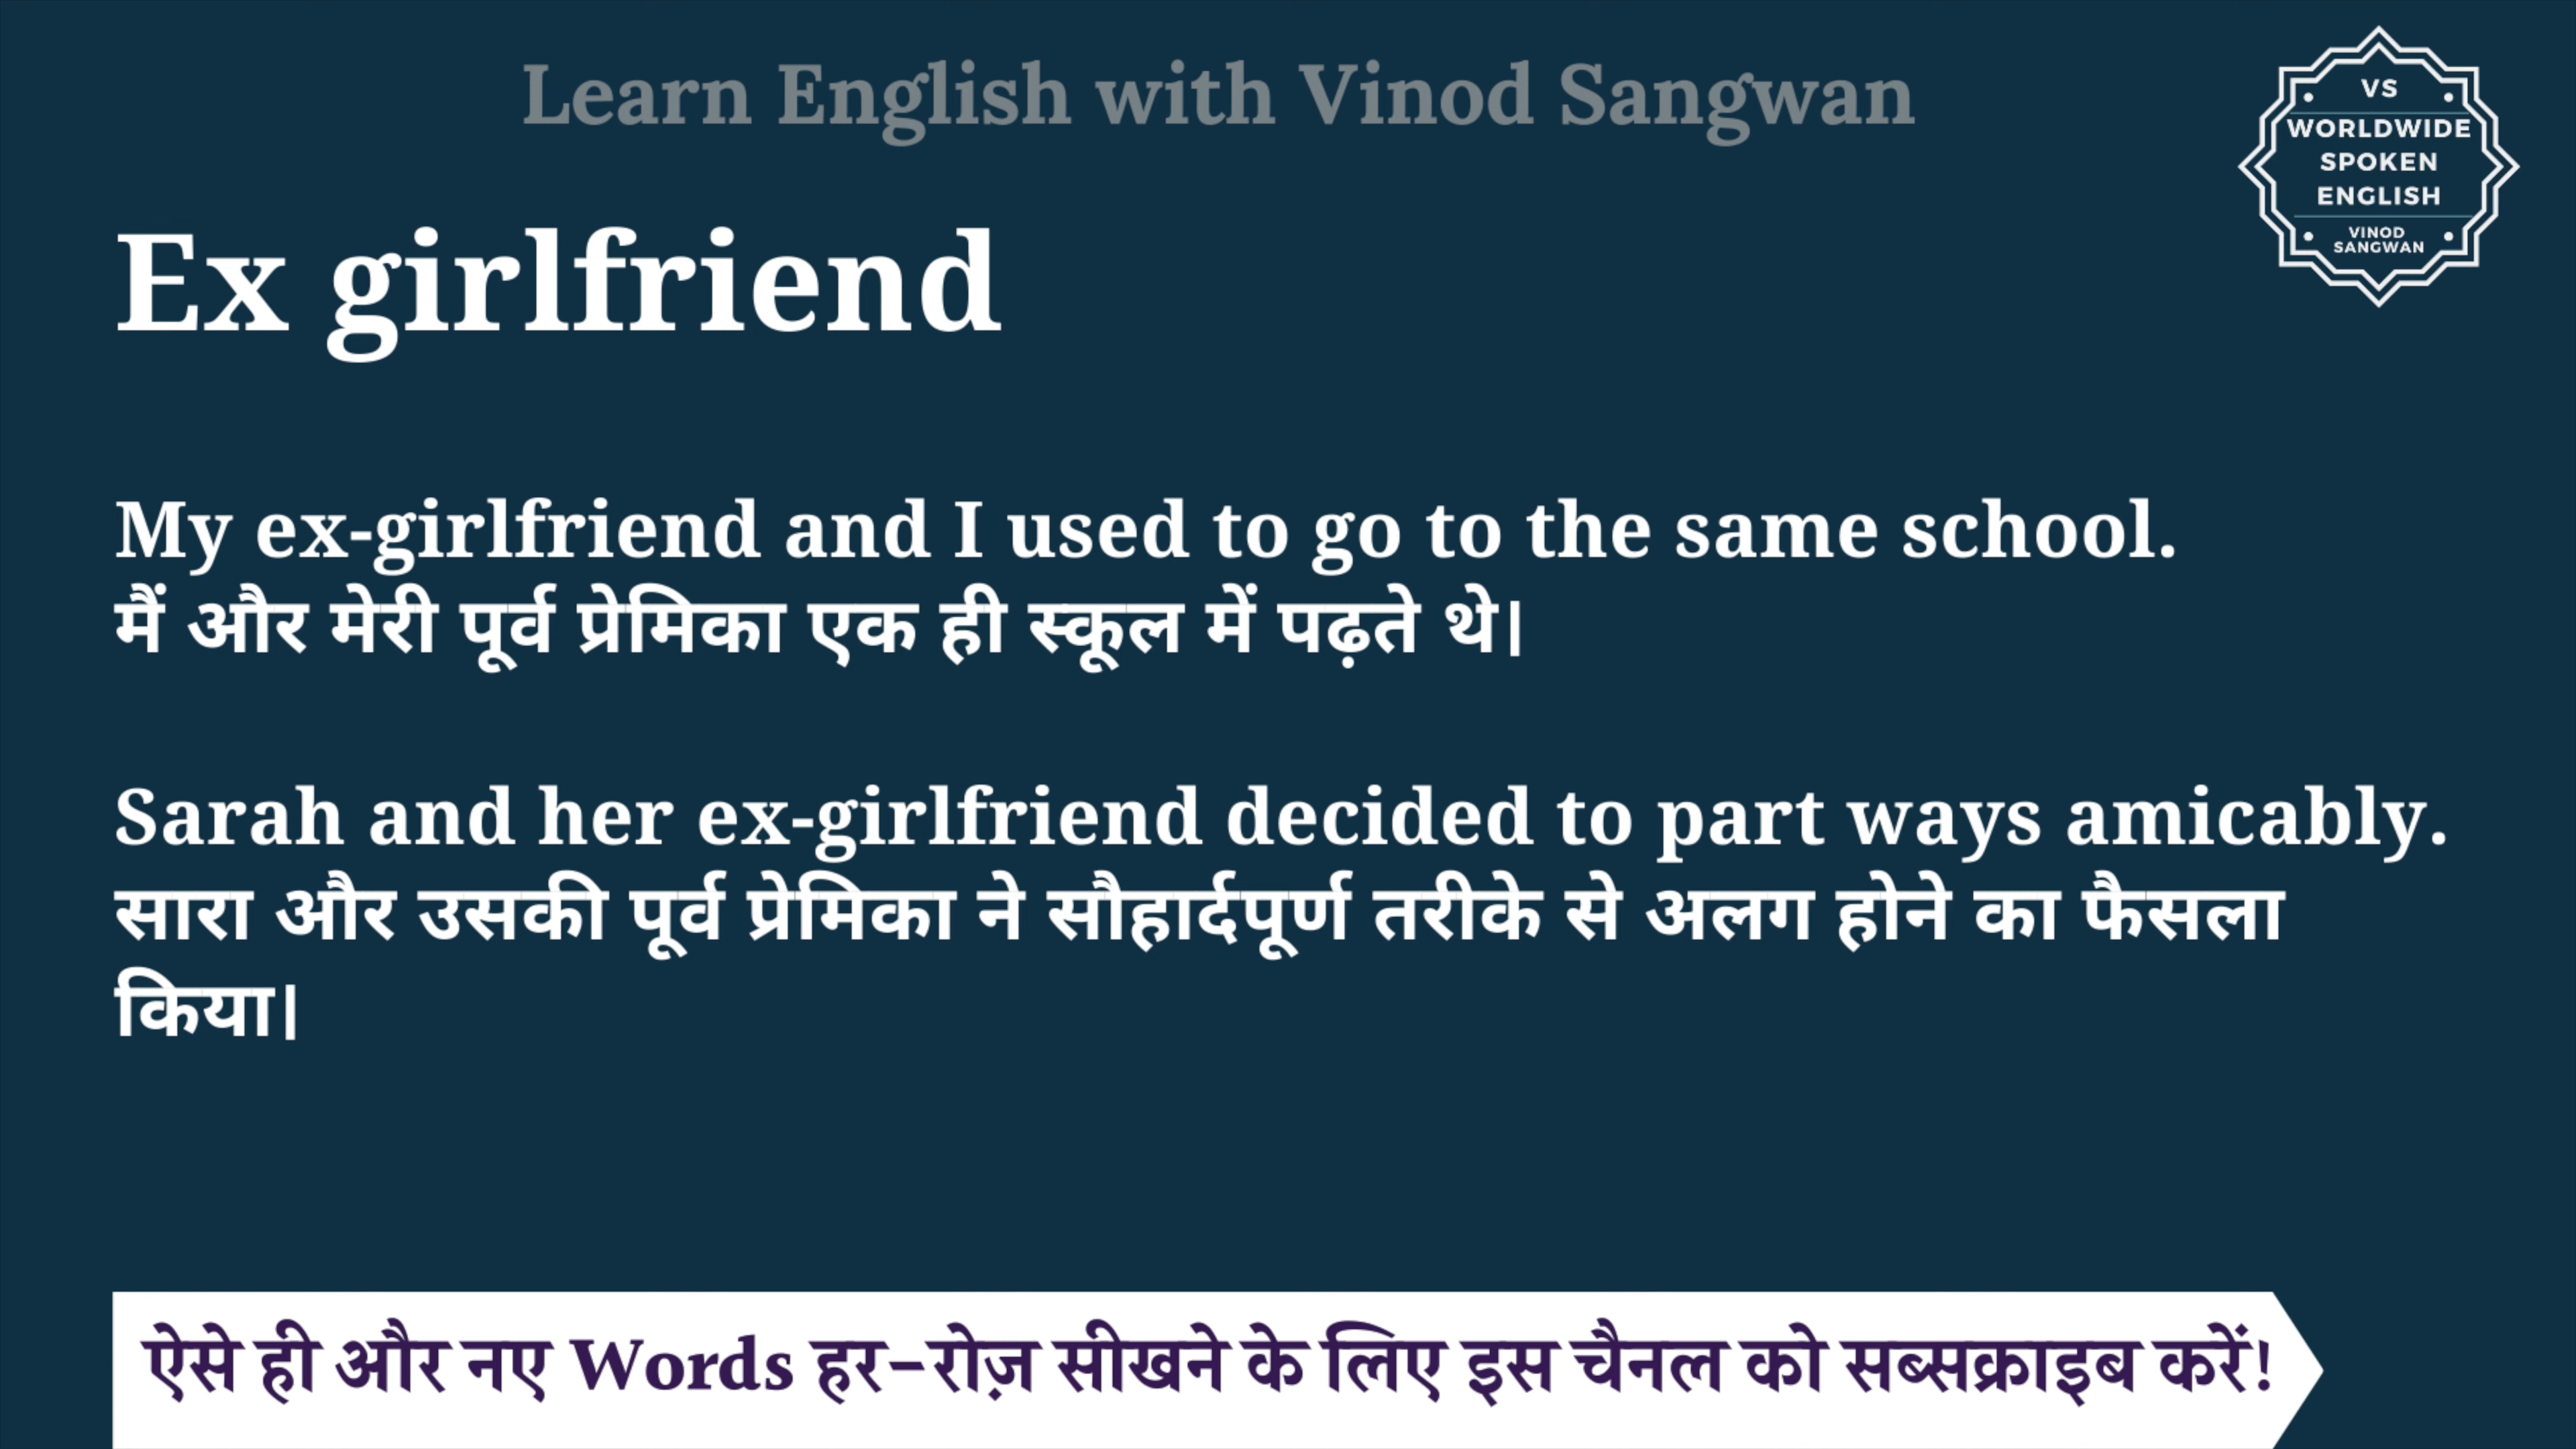 Learn English with Vinod Sangwan
VS
WORLDWIDE
SPOKEN
ENGLISH
VINOD
SANGWAN
Ex girlfriend
My ex-girlfriend and I used to go to the same school.
मैं और मेरी पूर्व प्रेमिका एक ही स्कूल में पढ़ते थे।
Sarah and her ex-girlfriend decided to part ways amicably.
सारा और उसकी पूर्व प्रेमिका ने सौहार्दपूर्ण तरीके से अलग होने का फैसला
किया।
ऐसे ही और नए Words हर-रोज़ सीखने के लिए इस चैनल को सब्सक्राइब करें!